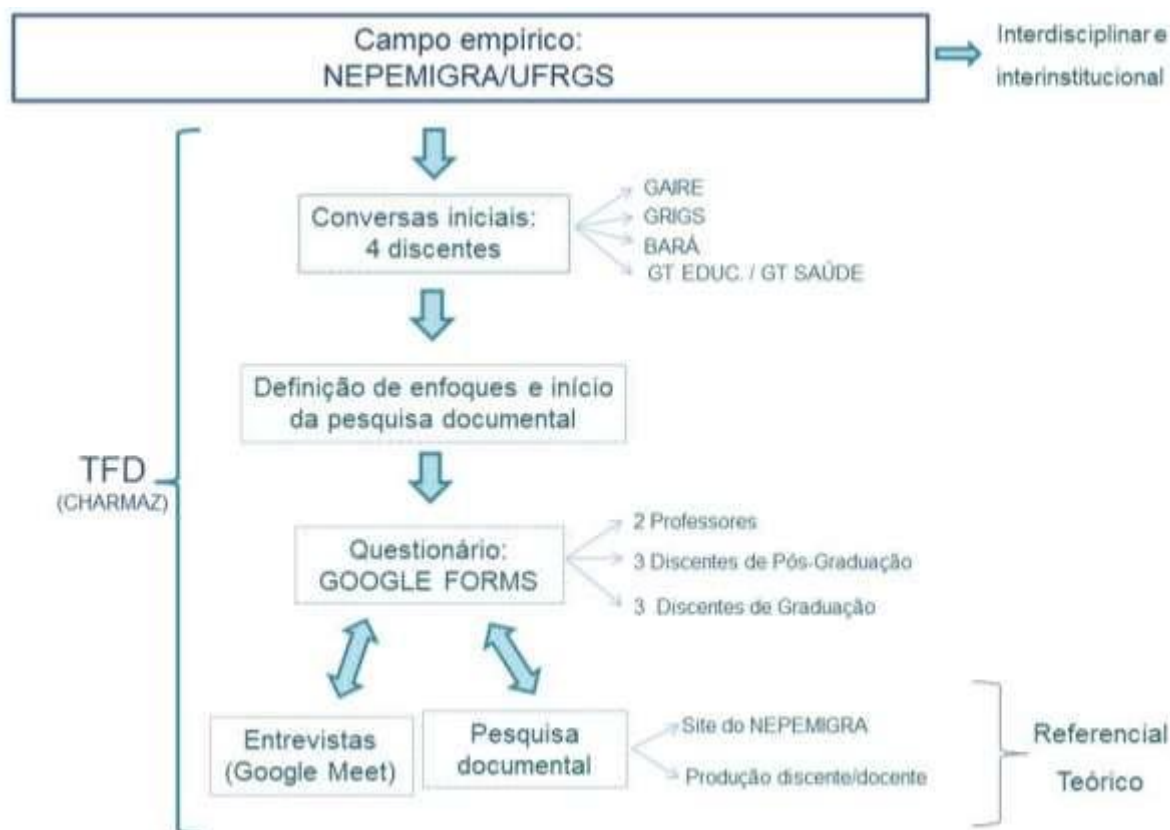 Campo empírico:
NEPEMIGRA/UFRGS
Interdisciplinar e
interinstitucional
Conversas iniciais:
4 discentes
GAIRE
GRIGS
BARÁ
GT EDUC. / GT SAÚDE
Definição de enfoques e início
da pesquisa documental
TFD
(CHARMAZ)
Questionário:
GOOGLE FORMS
2 Professores
3 Discentes de Pós-Graduação
3 Discentes de Graduação
Entrevistas
(Google Meet)
Pesquisa
documental
Site do NEPEMIGRA
Produção discente/docente
Referencial
Teórico